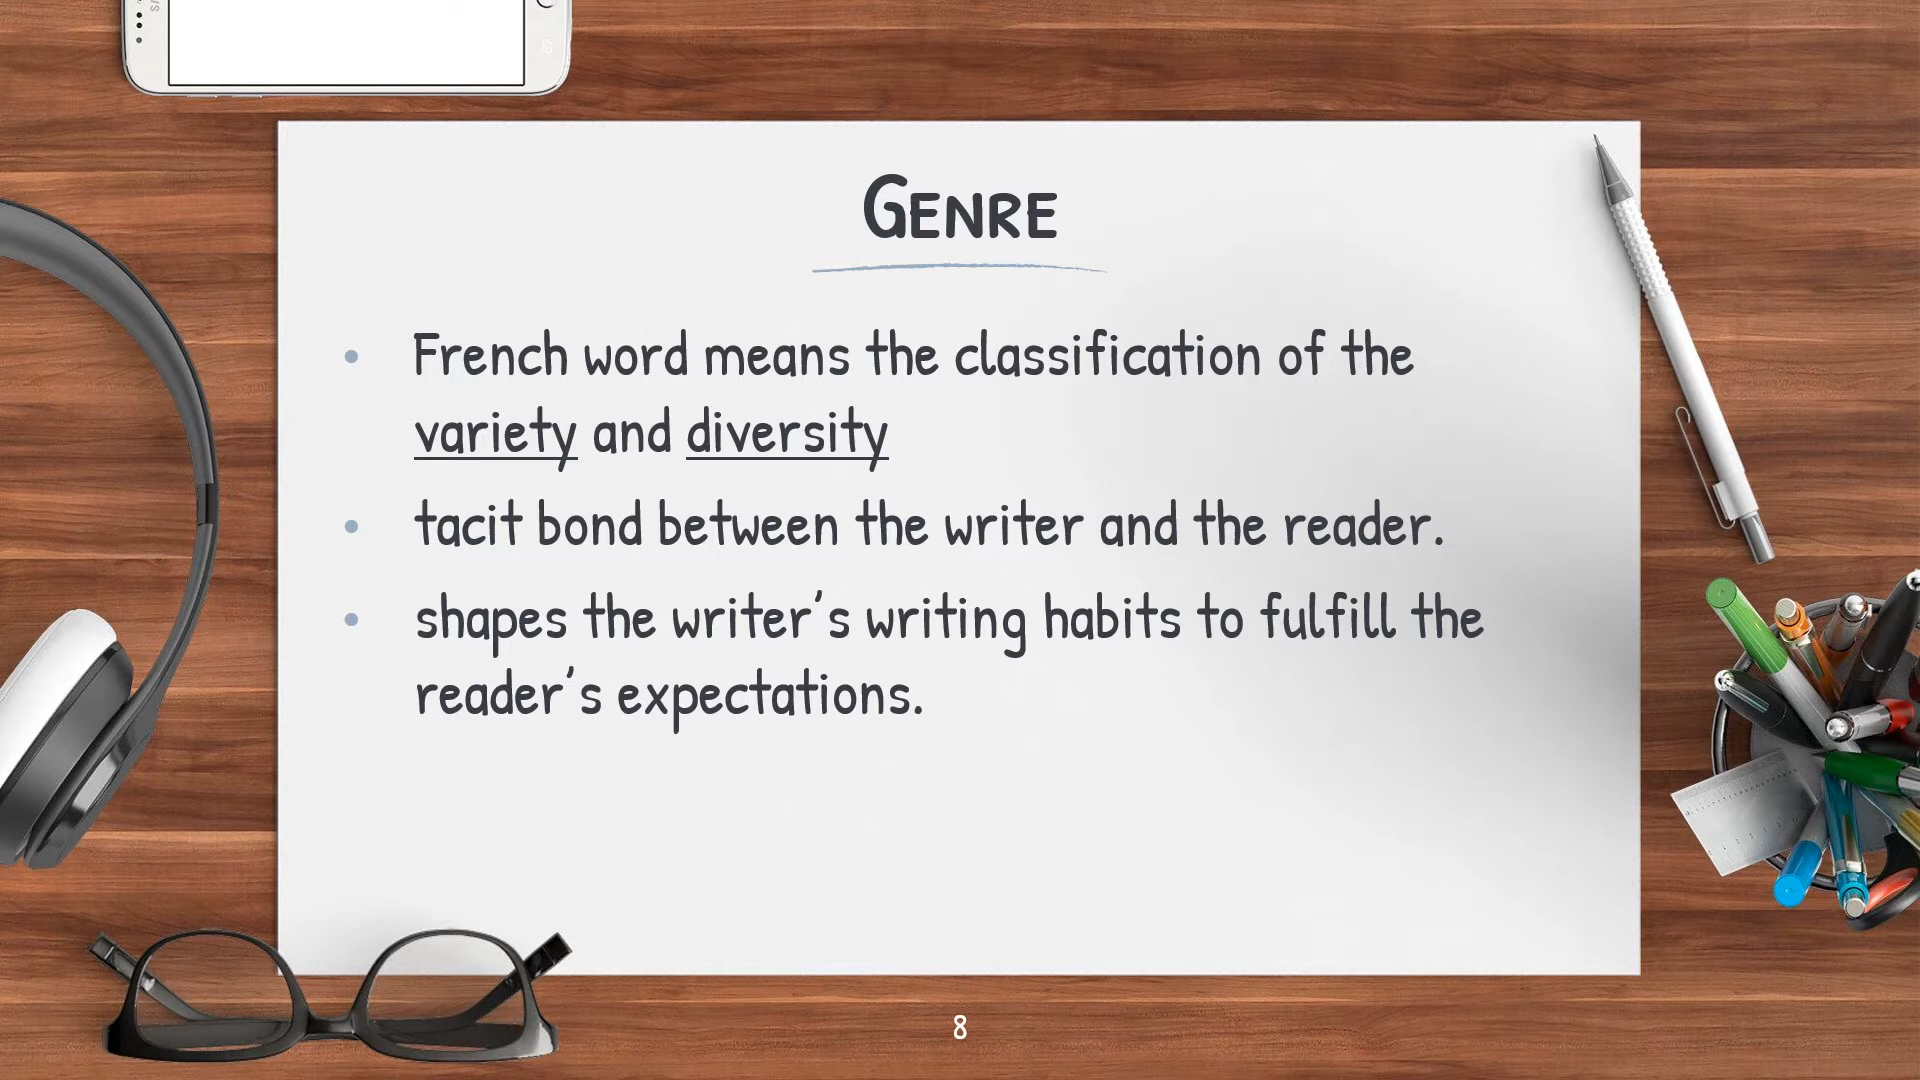 Genre
• French word means the classification of the
variety and diversity
• tacit bond between the writer and the reader.
• shapes the writer’s writing habits to fulfill the
reader’s expectations.
8